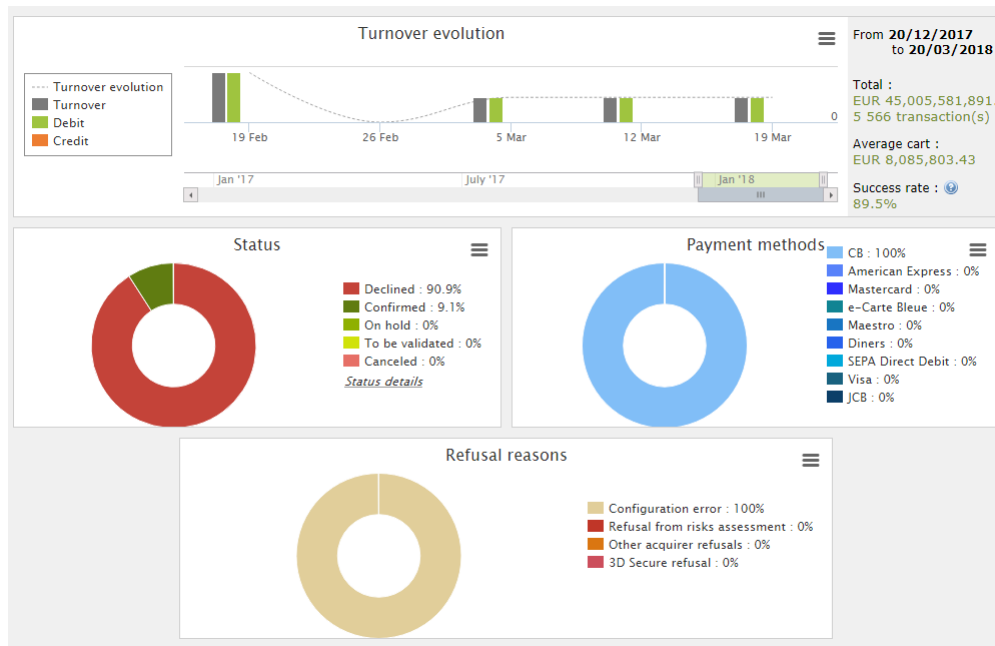 Turnover evolution
Turnover evolution
Turnover
Debit
Credit
0
19 Feb
26 Feb
5 Mar
12 Mar
19 Mar
Jan '17
July '17
Jan '18
From 20/12/2017
to 20/03/2018
Total :
EUR 45,005,581,891.
5 566 transaction(s)
Average cart :
EUR 8,085,803.43
Success rate :
89.5%
Status
Declined : 90.9%
Confirmed : 9.1%
On hold : 0%
To be validated : 0%
Canceled : 0%
Status details
Payment methods
CB : 100%
American Express : 0%
Mastercard : 0%
e-Carte Bleue : 0%
Maestro : 0%
Diners : 0%
SEPA Direct Debit : 0%
Visa : 0%
JCB : 0%
Refusal reasons
Configuration error : 100%
Refusal from risks assessment : 0%
Other acquirer refusals : 0%
3D Secure refusal : 0%